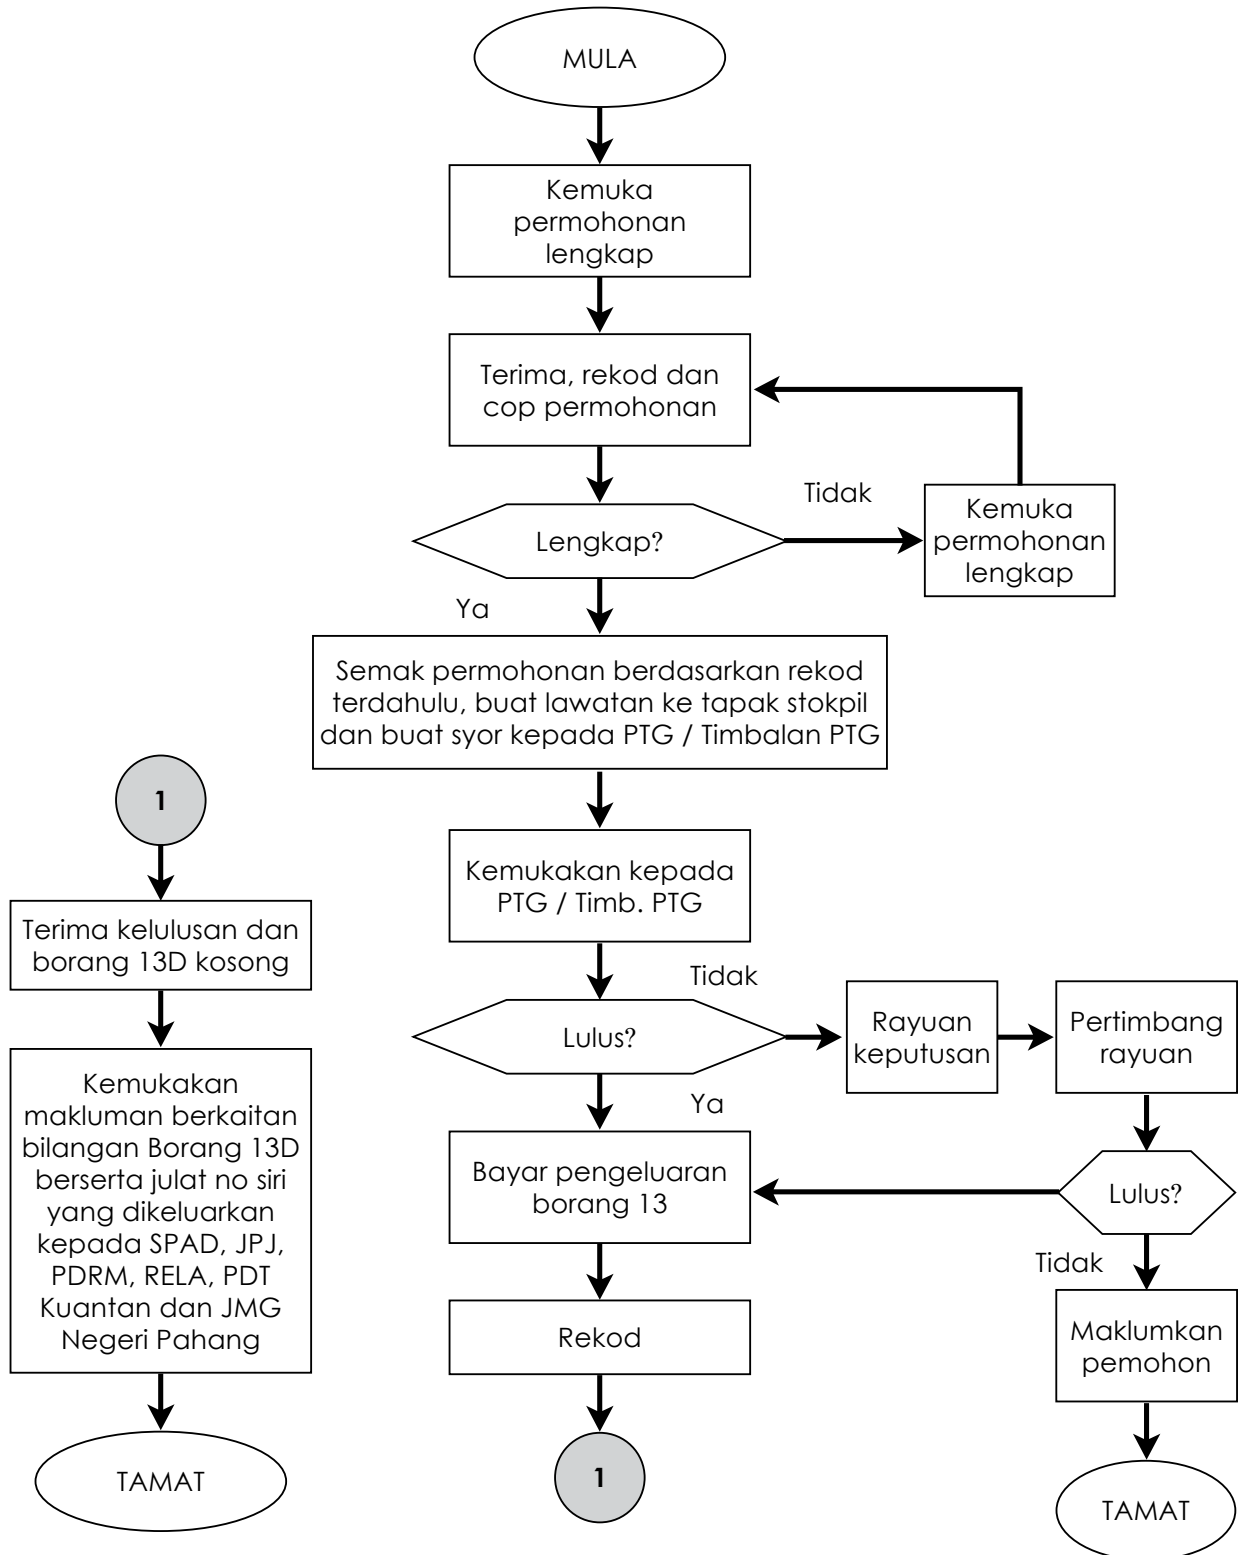 MULA
Kemuka
permohonan
lengkap
Terima, rekod dan
cop permohonan
Lengkap?
Tidak
Kemuka
permohonan
lengkap
Ya
Semak permohonan berdasarkan rekod
terdahulu, buat lawatan ke tapak stokpil
dan buat syor kepada PTG / Timbalan PTG
Kemukakan kepada
PTG / Timb. PTG
Lulus?
Tidak
Rayuan
keputusan
Pertimbang
rayuan
Lulus?
Tidak
Maklumkan
pemohon
TAMAT
Ya
Bayar pengeluaran
borang 13
Rekod
1
1
Terima kelulusan dan
borang 13D kosong
Kemukakan
makluman berkaitan
bilangan Borang 13D
berserta julat no siri
yang dikeluarkan
kepada SPAD, JPJ,
PDRM, RELA, PDT
Kuantan dan JMG
Negeri Pahang
TAMAT